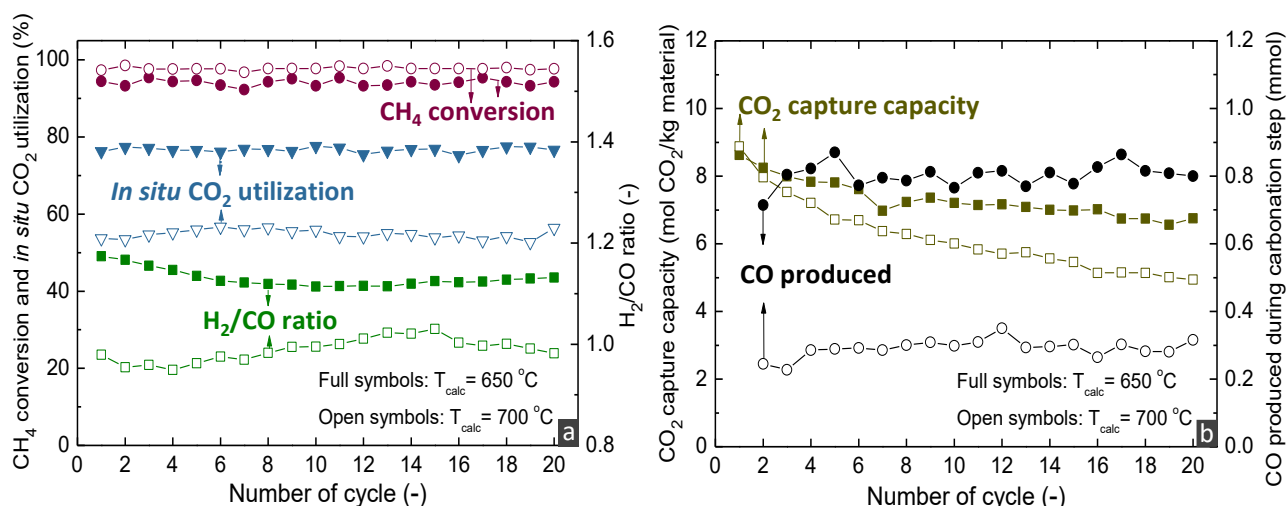 CH₄ conversion and in situ CO₂ utilization (%)
100
80
60
40
20
0
CH₄ conversion
In situ CO₂ utilization
H₂/CO ratio
Full symbols: T_calc = 650 °C
Open symbols: T_calc = 700 °C
a
0 2 4 6 8 10 12 14 16 18 20
Number of cycle (-)
1.6
1.4
1.2
1.0
0.8
H₂/CO ratio (-)
CO₂ capture capacity (mol CO₂/kg material)
12
10
8
6
4
2
0
CO₂ capture capacity
CO produced
Full symbols: T_calc = 650 °C
Open symbols: T_calc = 700 °C
b
0 2 4 6 8 10 12 14 16 18 20
Number of cycle (-)
1.2
1.0
0.8
0.6
0.4
0.2
0.0
CO produced during carbonation step (mmol)